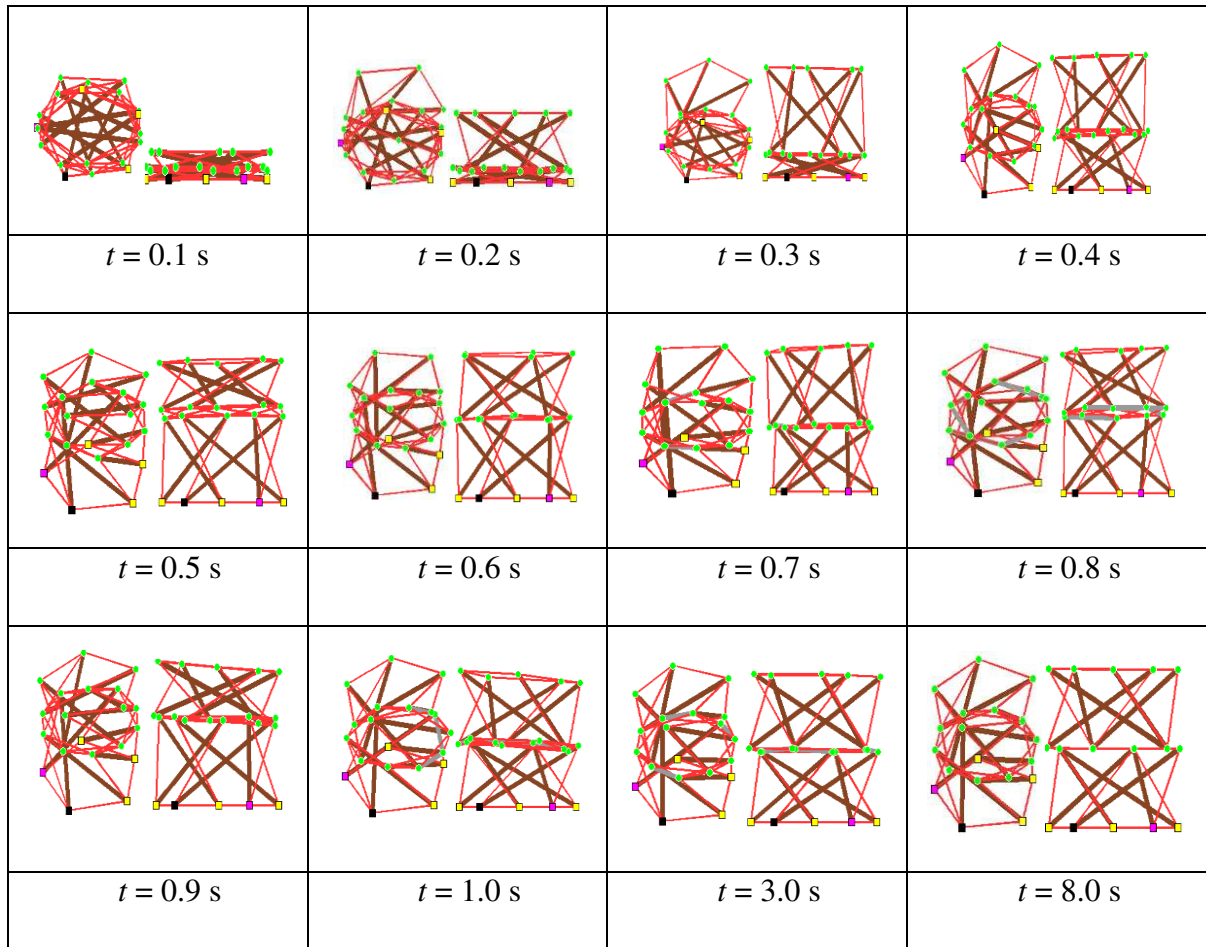 t = 0.1 s
t = 0.2 s
t = 0.3 s
t = 0.4 s
t = 0.5 s
t = 0.6 s
t = 0.7 s
t = 0.8 s
t = 0.9 s
t = 1.0 s
t = 3.0 s
t = 8.0 s